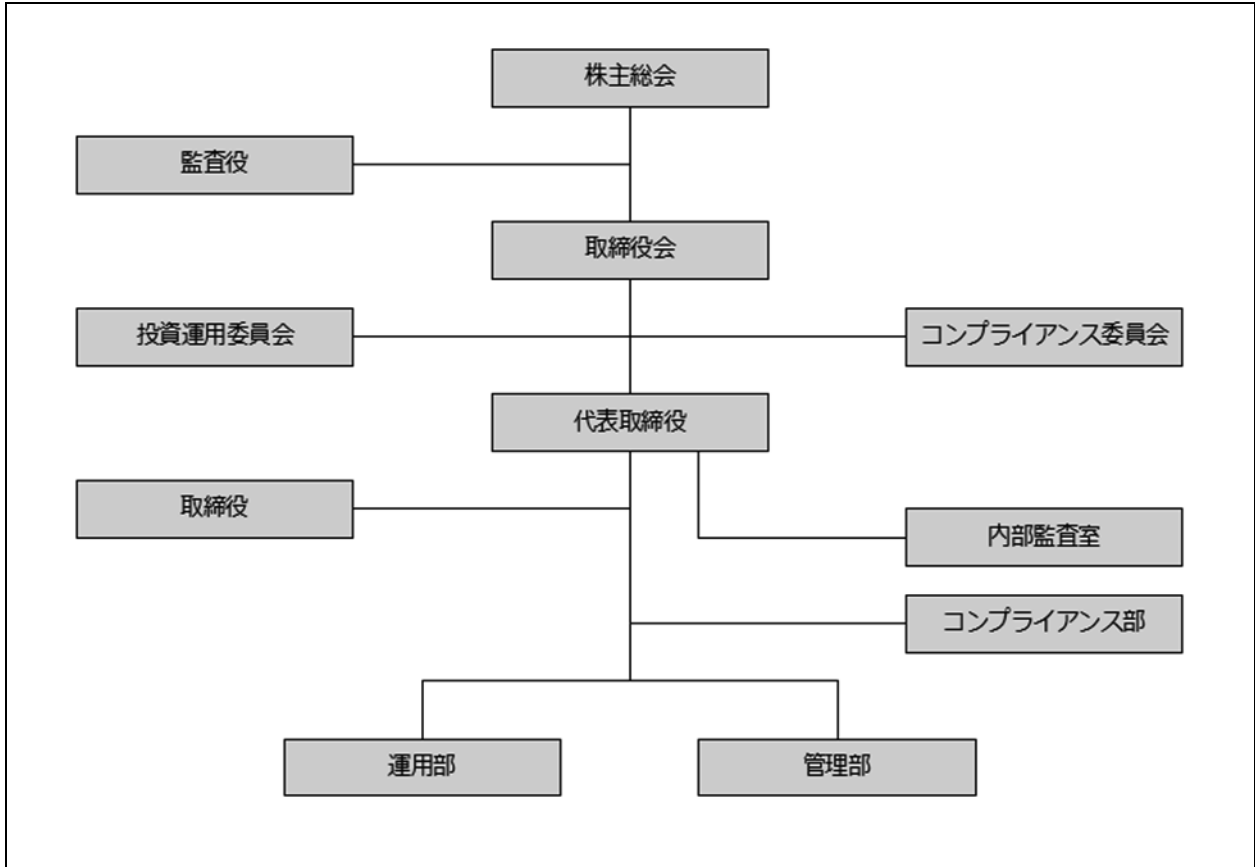 株主総会
監査役
取締役会
投資運用委員会
コンプライアンス委員会
代表取締役
取締役
内部監査室
コンプライアンス部
運用部
管理部